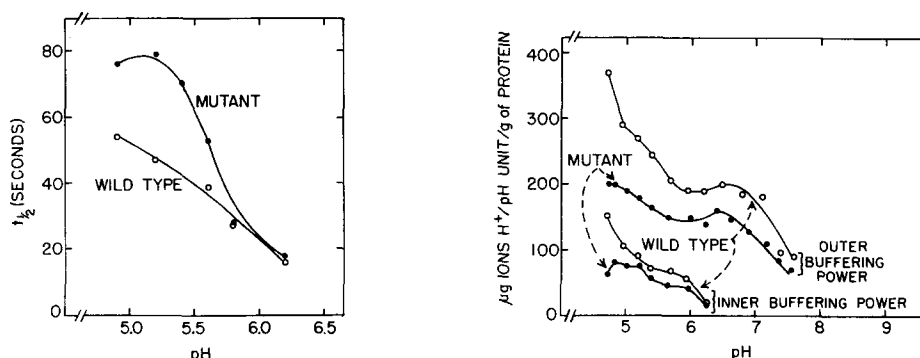 80
60
40
20
0
t½ (SECONDS)
MUTANT
WILD TYPE
5.0 5.5 6.0 6.5
pH
400
300
200
100
0
µg IONS H⁺/pH UNIT/g of PROTEIN
MUTANT
WILD TYPE
OUTER
BUFFERING
POWER
INNER BUFFERING POWER
5 6 7 8 9
pH